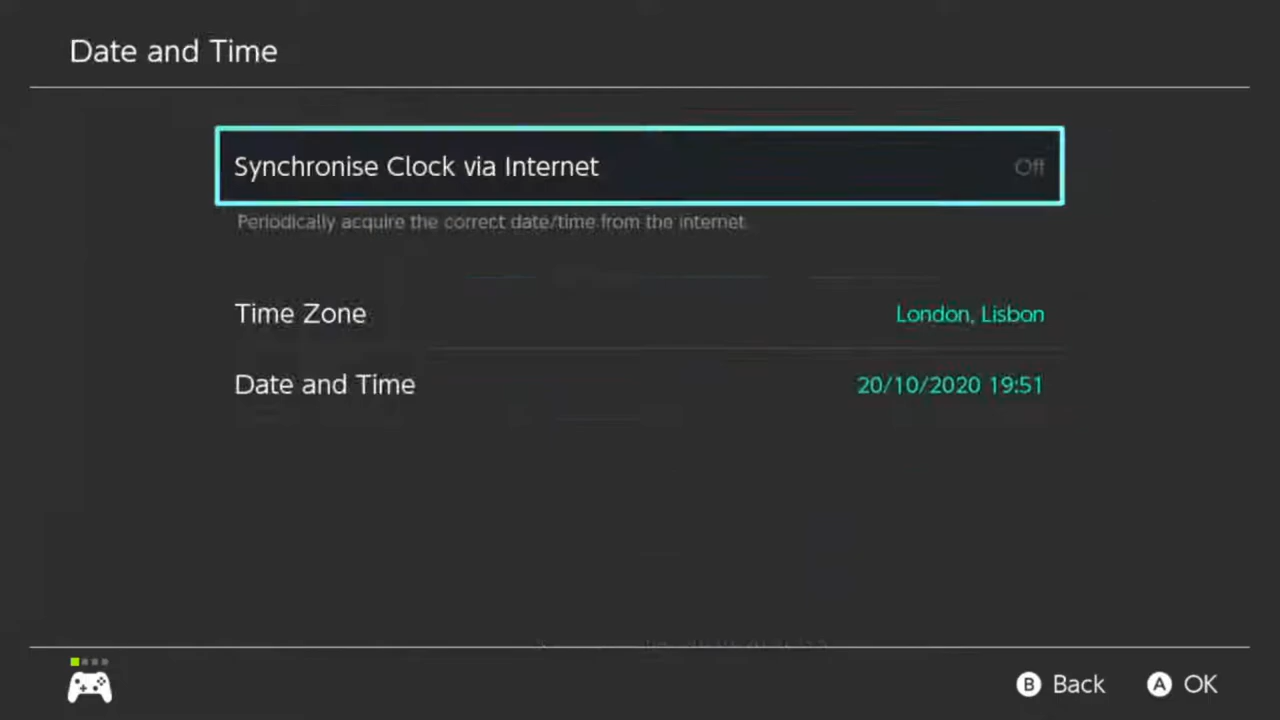 Date and Time
Synchronise Clock via Internet Off
Periodically acquire the correct date/time from the internet.
Time Zone London, Lisbon
Date and Time 20/10/2020 19:51
B Back A OK